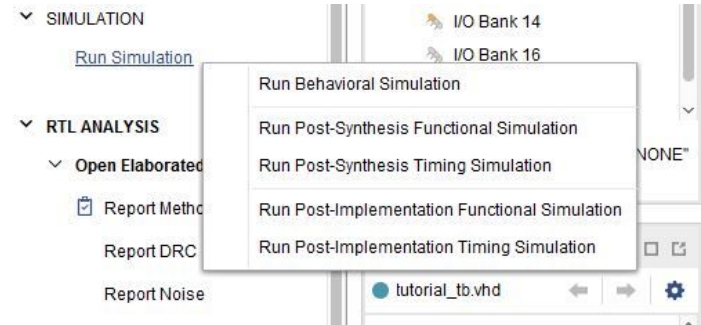 SIMULATION
Run Simulation
RTL ANALYSIS
Open Elaborated
Report Metho
Report DRC
Report Noise
I/O Bank 14
I/O Bank 16
Run Behavioral Simulation
Run Post-Synthesis Functional Simulation
Run Post-Synthesis Timing Simulation
Run Post-Implementation Functional Simulation
Run Post-Implementation Timing Simulation
NONE"
tutorial_tb.vhd